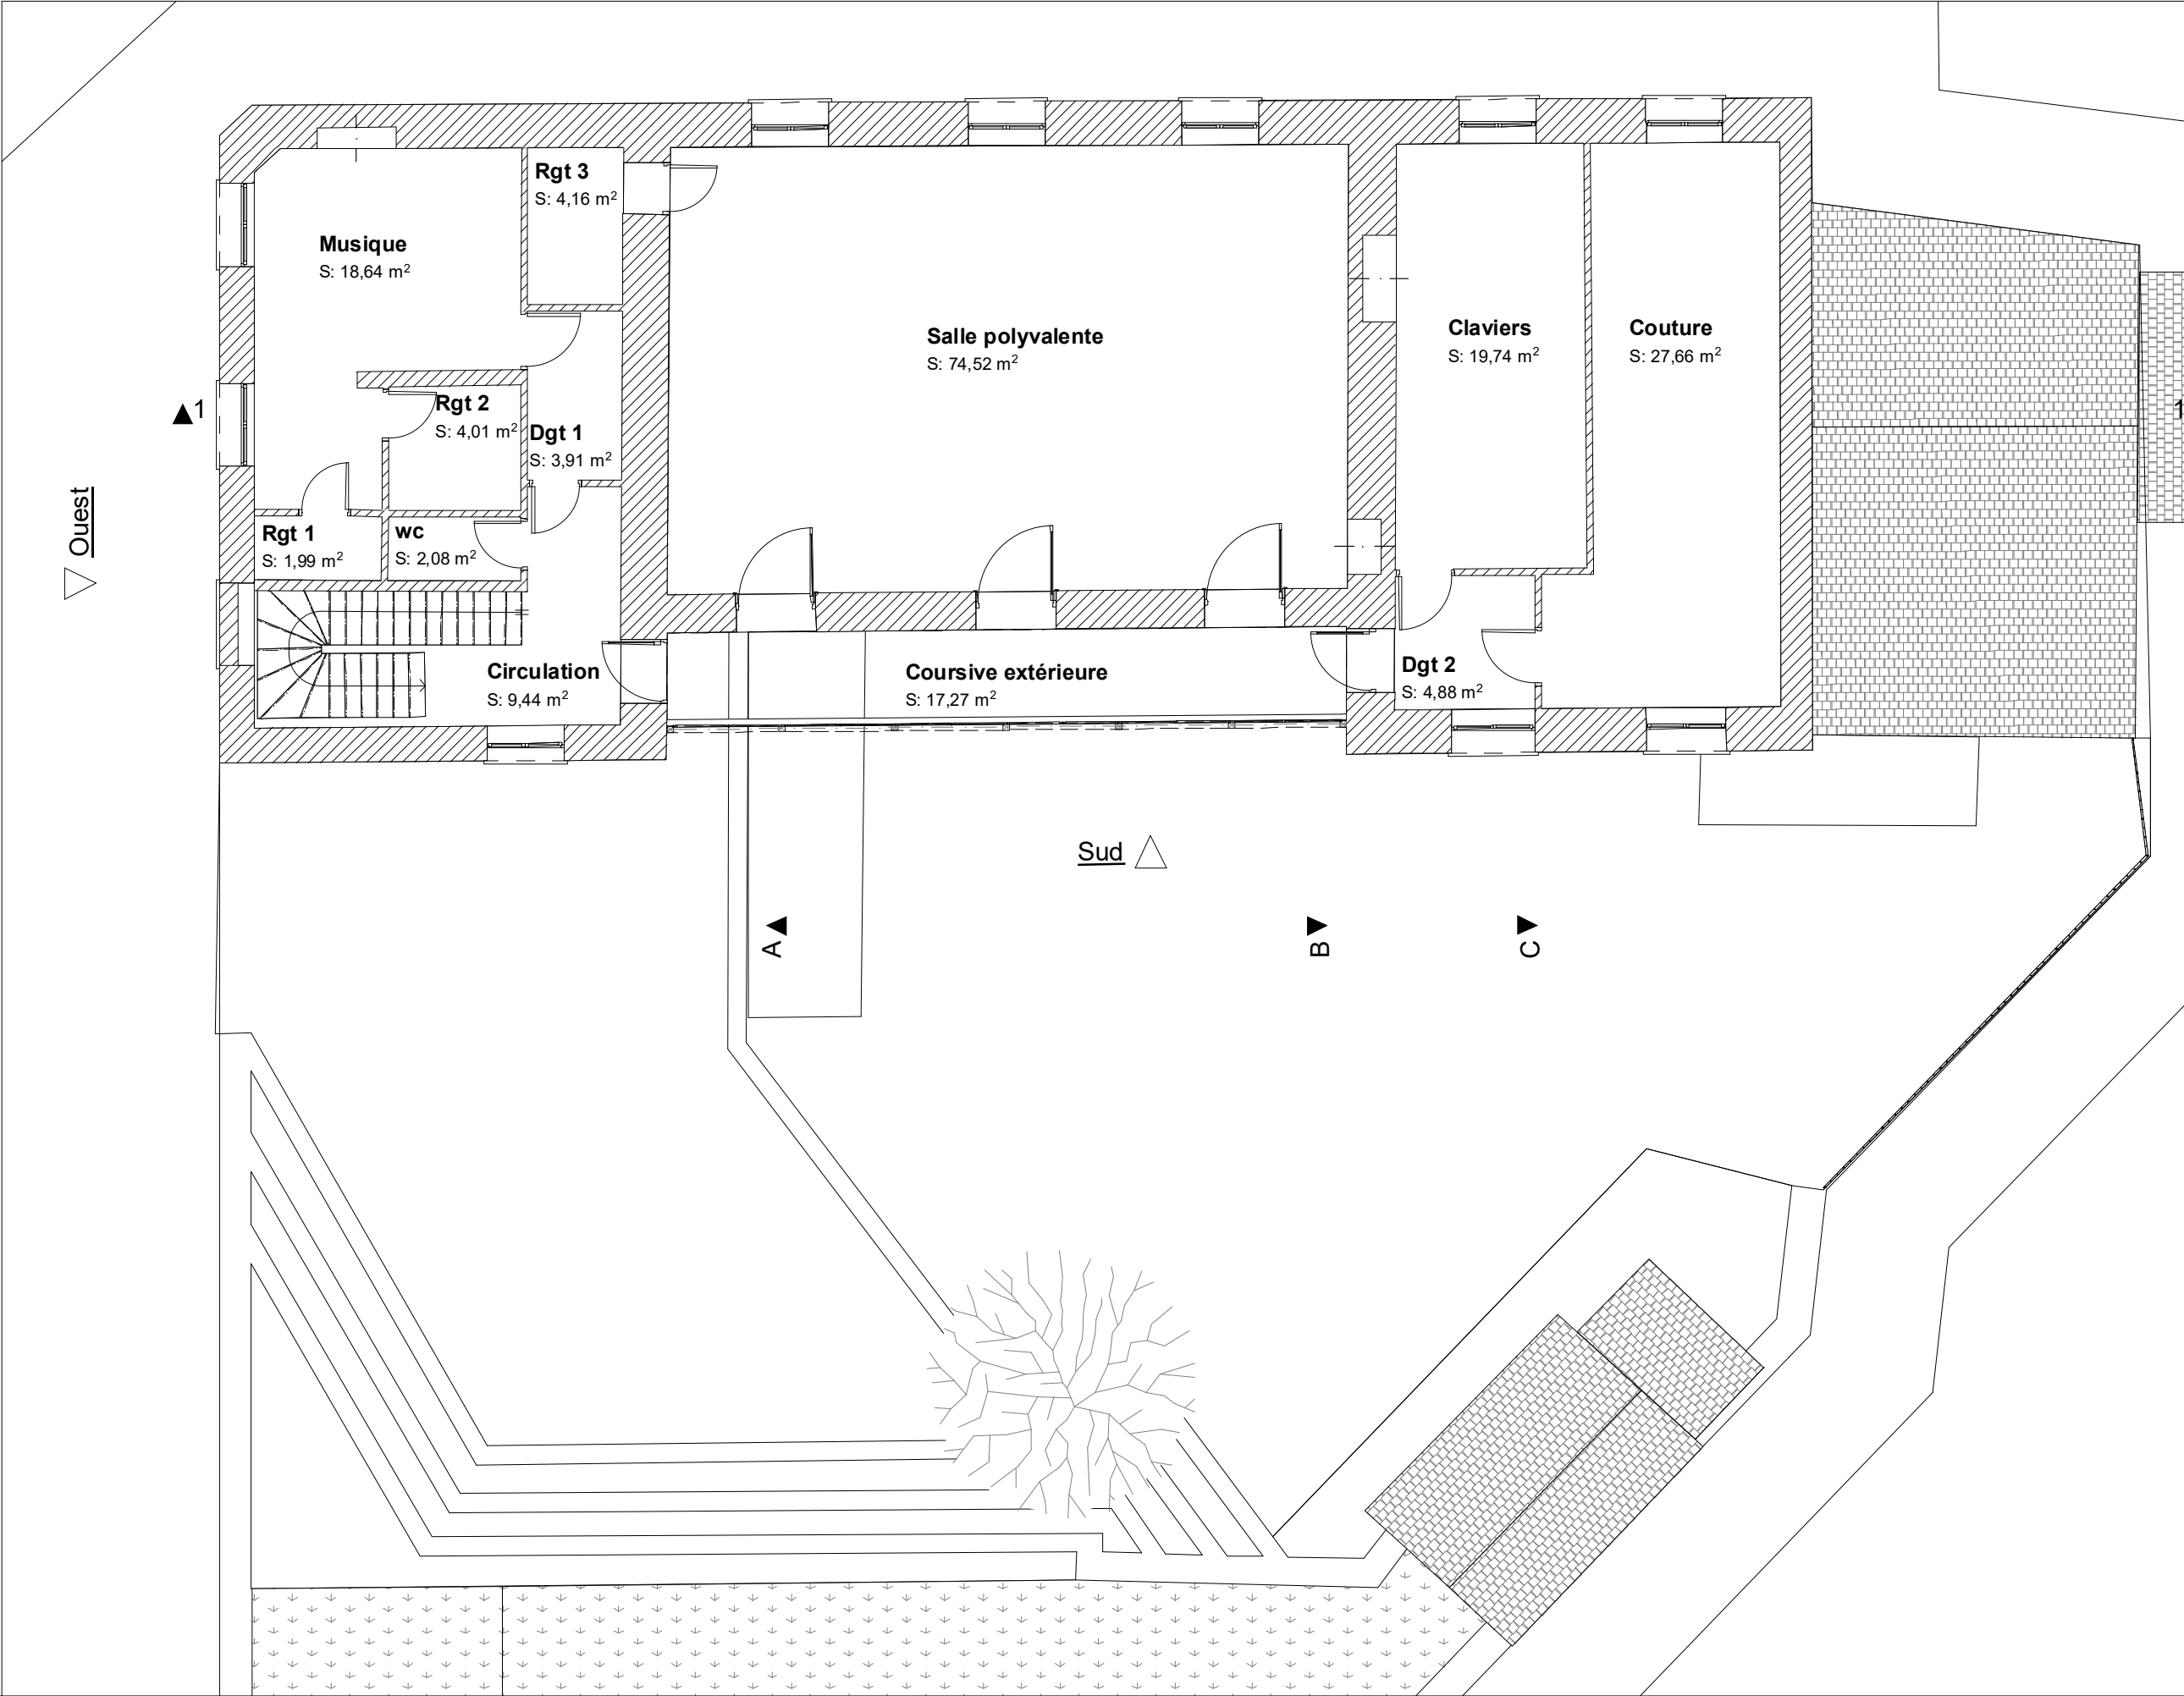 Rgt 3
S: 4,16 m²
Musique
S: 18,64 m²
Salle polyvalente
S: 74,52 m²
Claviers
S: 19,74 m²
Couture
S: 27,66 m²
1
1
Rgt 2
S: 4,01 m²
Dgt 1
S: 3,91 m²
Ouest
Rgt 1
S: 1,99 m²
wc
S: 2,08 m²
Circulation
S: 9,44 m²
Coursive extérieure
S: 17,27 m²
Dgt 2
S: 4,88 m²
Sud
A
B
C